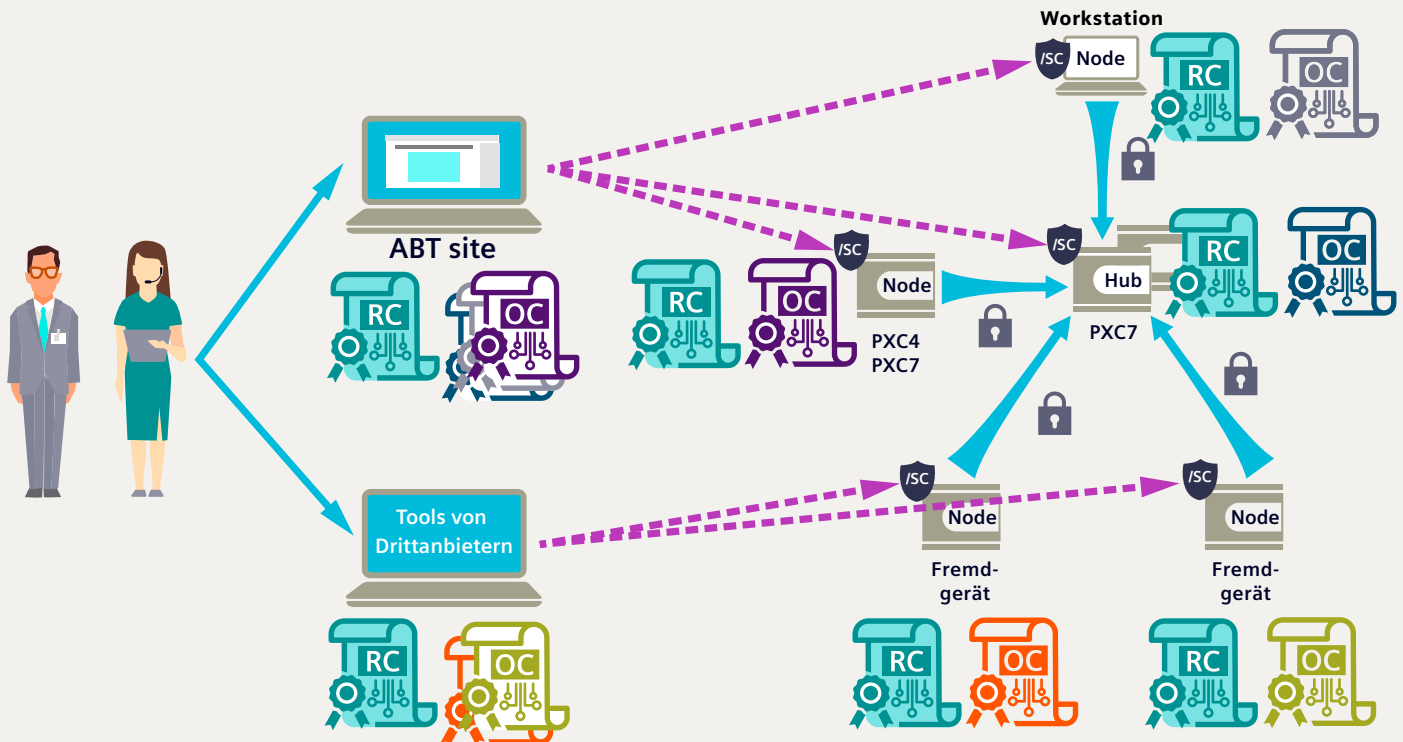 Workstation
/SC
Node
RC
OC
ABT site
RC
OC
/SC
Node
PXC4
PXC7
RC
OC
/SC
Hub
PXC7
RC
OC
Tools von
Drittanbietern
RC
OC
/SC
Node
Fremd-
gerät
RC
OC
/SC
Node
Fremd-
gerät
RC
OC